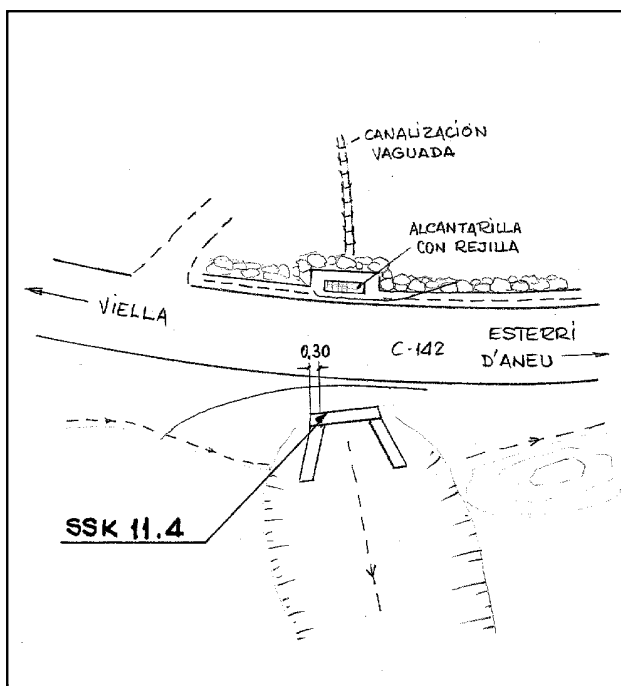 CANALIZACIÓN
VAGUADA
ALCANTARILLA
CON REJILLA
VIELLA
ESTERRI
D'ANEU
0,30
C-142
SSK 11.4